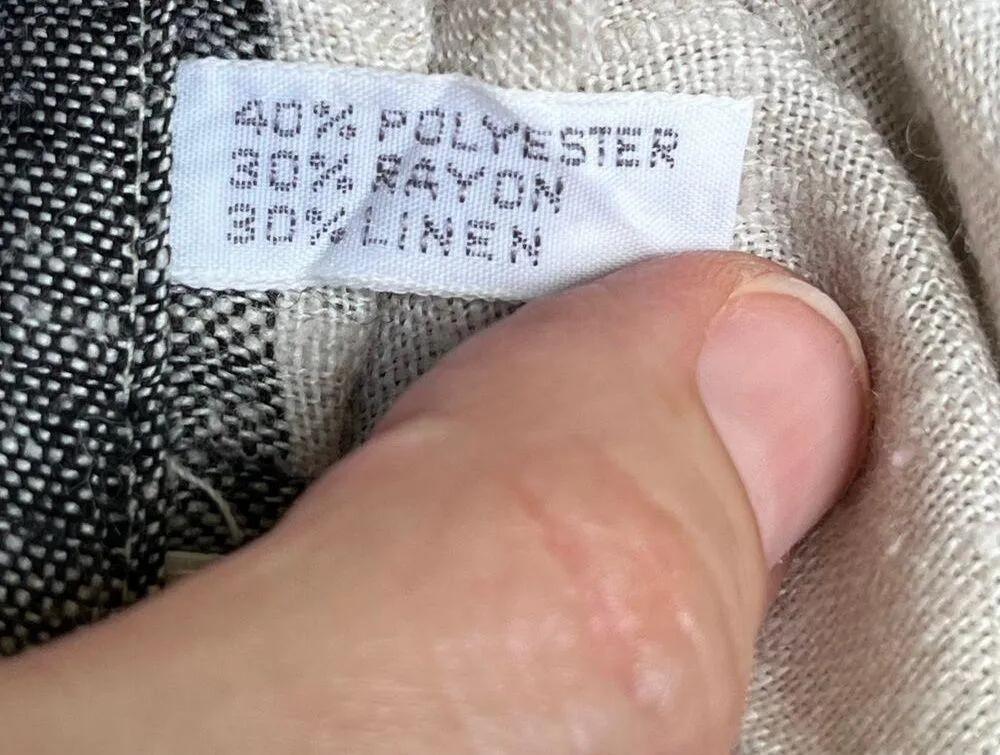 40% POLYESTER
30% RAYON
30% LINEN